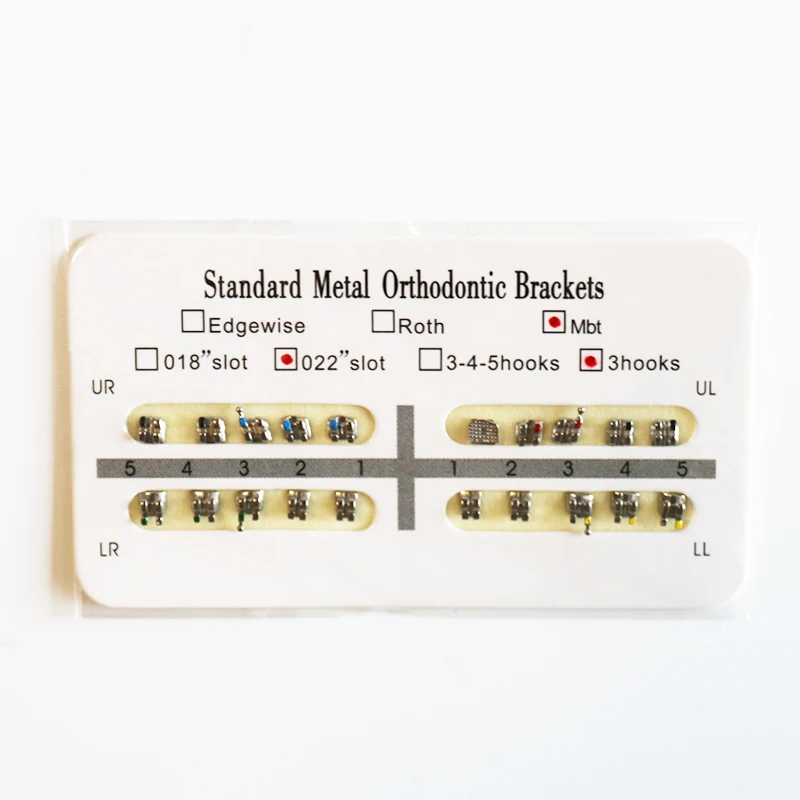 Standard Metal Orthodontic Brackets
Edgewise Roth Mbt
018”slot 022”slot 3-4-5hooks 3hooks
UR UL
5 4 3 2 1 1 2 3 4 5
LR LL